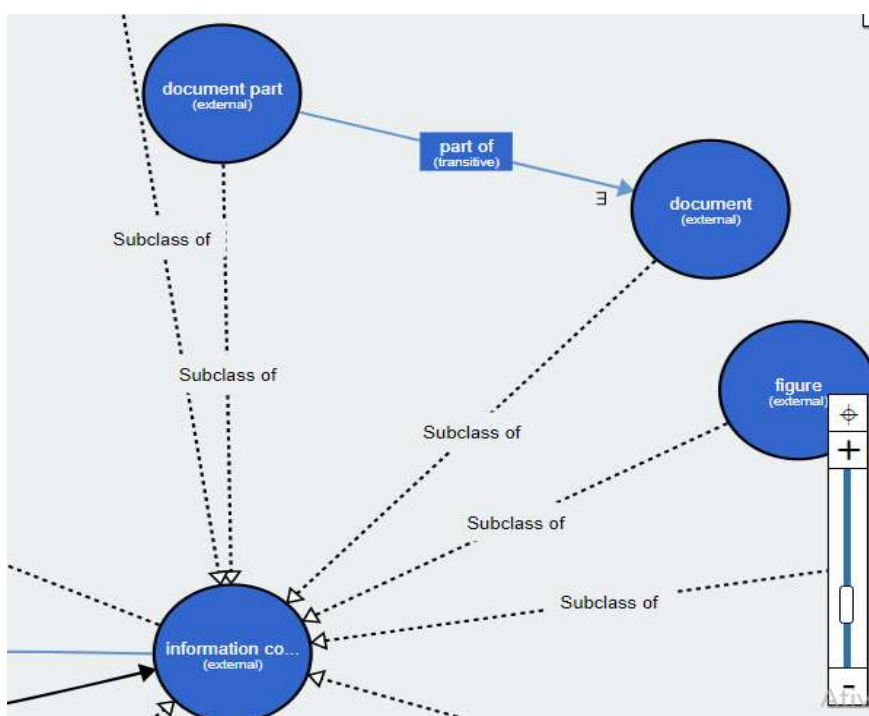 document part
(external)
part of
(transitive)
∃
document
(external)
Subclass of
Subclass of
figure
(external)
Subclass of
+
Subclass of
Subclass of
information co...
(external)
-